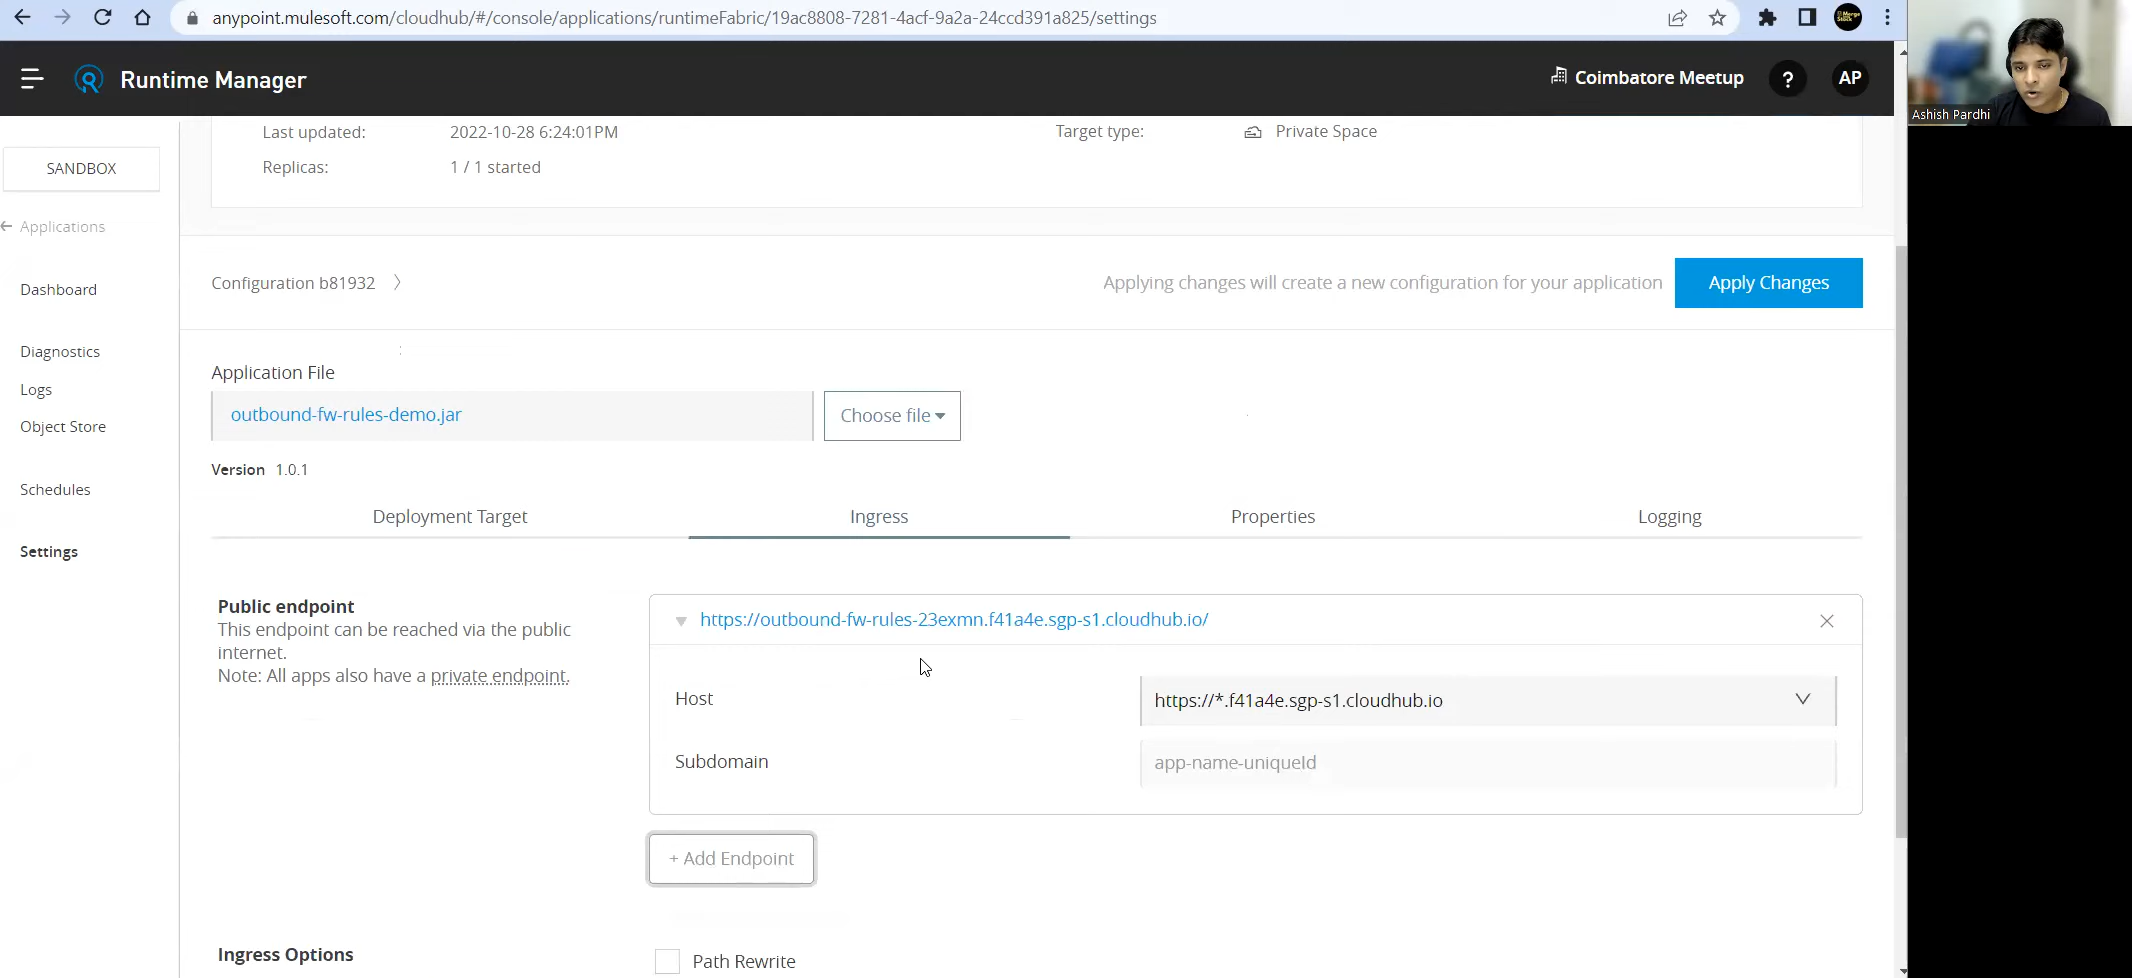 anypoint.mulesoft.com/cloudhub/#/console/applications/runtimeFabric/19ac8808-7281-4acf-9a2a-24ccd391a825/settings
Runtime Manager
Coimbatore Meetup
?
AP
Ashish Pardhi
Last updated: 2022-10-28 6:24:01PM
Target type: Private Space
Replicas: 1 / 1 started
SANDBOX
Applications
Dashboard
Diagnostics
Logs
Object Store
Schedules
Settings
Configuration b81932
Applying changes will create a new configuration for your application
Apply Changes
Application File
outbound-fw-rules-demo.jar
Choose file
Version 1.0.1
Deployment Target
Ingress
Properties
Logging
Public endpoint
This endpoint can be reached via the public
internet.
Note: All apps also have a private endpoint.
https://outbound-fw-rules-23exmn.f41a4e.sgp-s1.cloudhub.io/
Host
https://*.f41a4e.sgp-s1.cloudhub.io
Subdomain
app-name-uniqueId
+ Add Endpoint
Ingress Options
Path Rewrite